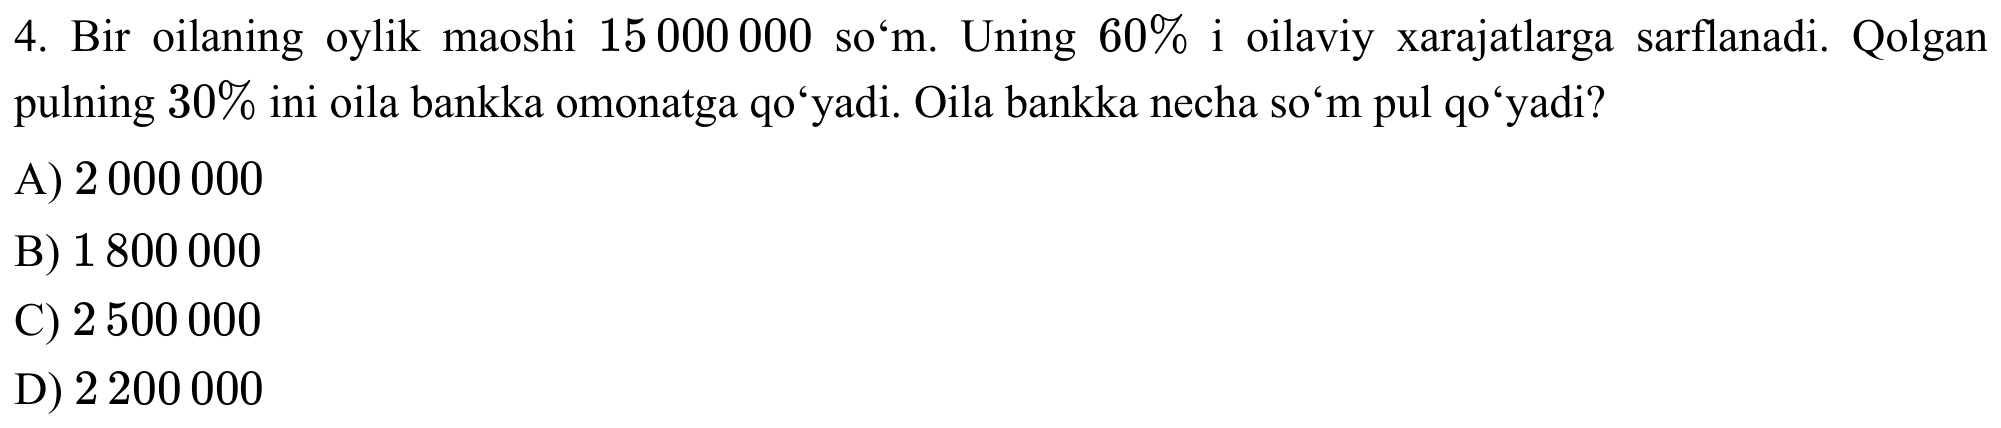 4. Bir oilaning oylik maoshi 15 000 000 so‘m. Uning 60% i oilaviy xarajatlarga sarflanadi. Qolgan
pulning 30% ini oila bankka omonatga qo‘yadi. Oila bankka necha so‘m pul qo‘yadi?
A) 2 000 000
B) 1 800 000
C) 2 500 000
D) 2 200 000